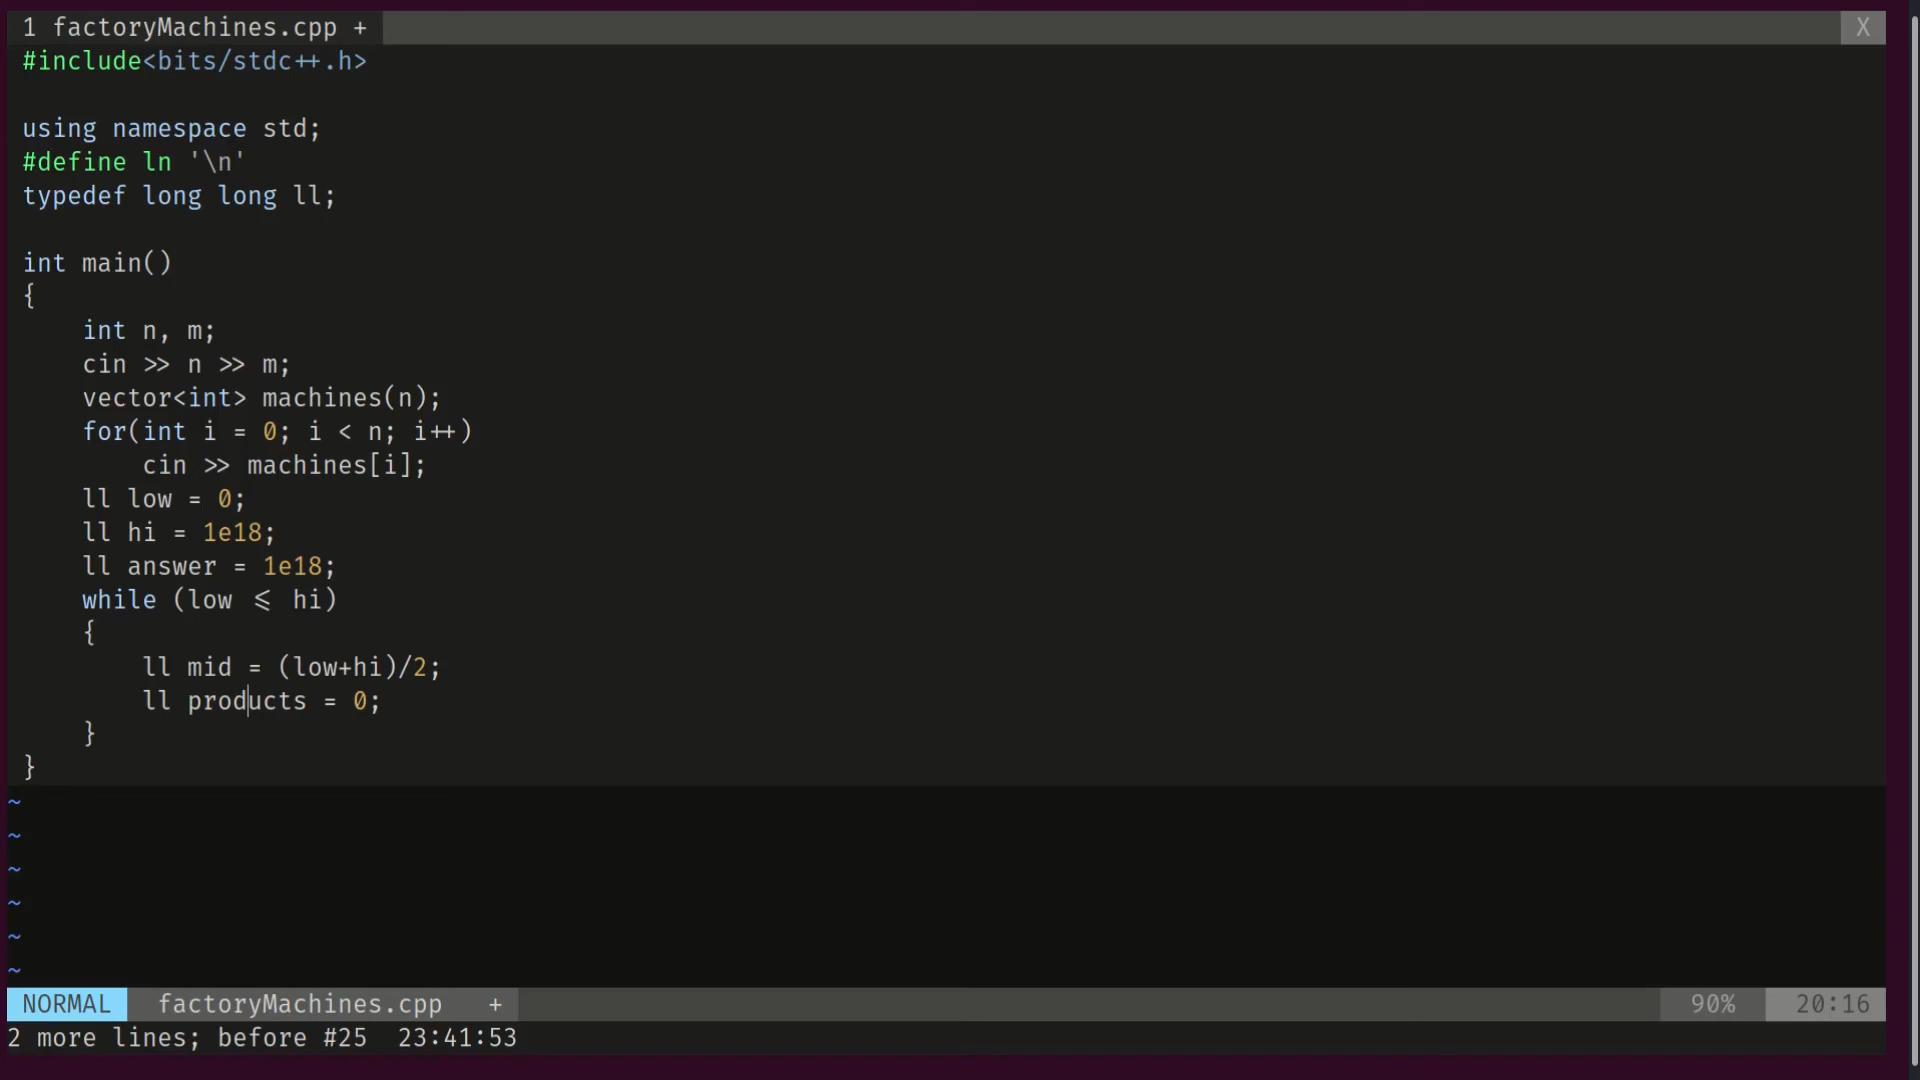 1 factoryMachines.cpp + X
#include<bits/stdc++.h>
using namespace std;
#define ln '\n'
typedef long long ll;
int main()
{
    int n, m;
    cin >> n >> m;
    vector<int> machines(n);
    for(int i = 0; i < n; i++)
        cin >> machines[i];
    ll low = 0;
    ll hi = 1e18;
    ll answer = 1e18;
    while (low <= hi)
    {
        ll mid = (low+hi)/2;
        ll products = 0;
    }
}
~
~
~
~
~
~
NORMAL factoryMachines.cpp + 90% 20:16
2 more lines; before #25  23:41:53